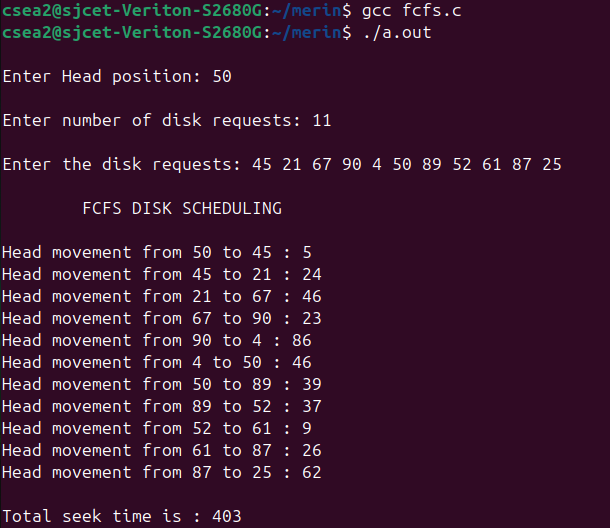 csea2@sjcet-Veriton-S2680G:~/merin$ gcc fcfs.c
csea2@sjcet-Veriton-S2680G:~/merin$ ./a.out
Enter Head position: 50
Enter number of disk requests: 11
Enter the disk requests: 45 21 67 90 4 50 89 52 61 87 25
FCFS DISK SCHEDULING
Head movement from 50 to 45 : 5
Head movement from 45 to 21 : 24
Head movement from 21 to 67 : 46
Head movement from 67 to 90 : 23
Head movement from 90 to 4 : 86
Head movement from 4 to 50 : 46
Head movement from 50 to 89 : 39
Head movement from 89 to 52 : 37
Head movement from 52 to 61 : 9
Head movement from 61 to 87 : 26
Head movement from 87 to 25 : 62
Total seek time is : 403